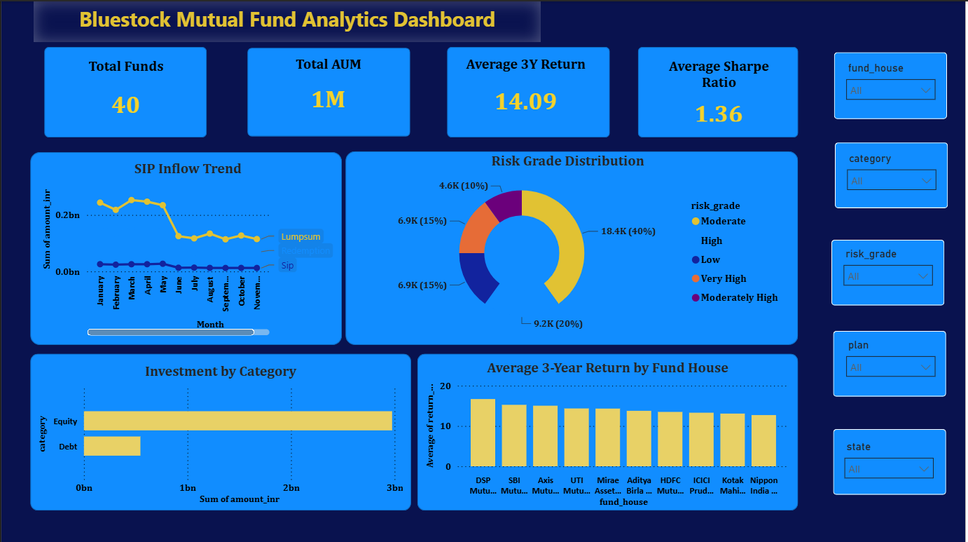 Bluestock Mutual Fund Analytics Dashboard
Total Funds
40
Total AUM
1M
Average 3Y Return
14.09
Average Sharpe
Ratio
1.36
fund_house
All
category
All
risk_grade
All
plan
All
state
All
SIP Inflow Trend
Sum of amount_inr
0.2bn
0.0bn
Lumpsum
Sip
January
February
March
April
May
June
July
August
Septem...
October
Novem...
Month
Risk Grade Distribution
4.6K (10%)
6.9K (15%)
6.9K (15%)
18.4K (40%)
9.2K (20%)
risk_grade
Moderate
High
Low
Very High
Moderately High
Investment by Category
category
Equity
Debt
0bn
1bn
2bn
3bn
Sum of amount_inr
Average 3-Year Return by Fund House
Average of return_...
20
10
0
DSP Mutu...
SBI Mutu...
Axis Mutu...
UTI Mutu...
Mirae Asset...
Aditya Birla ...
HDFC Mutu...
ICICI Prud...
Kotak Mahi...
Nippon India ...
fund_house